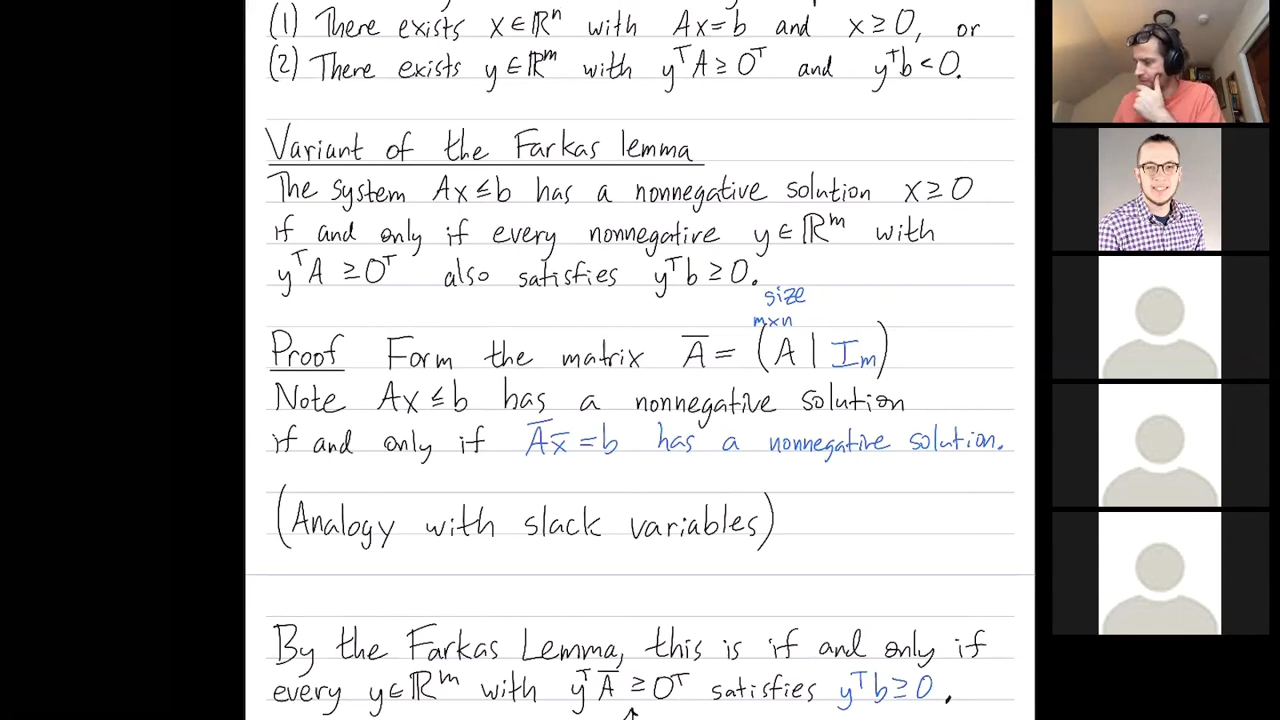 (1) There exists x ∈ ℝⁿ with Ax = b and x ≥ 0, or
(2) There exists y ∈ ℝᵐ with yᵀA ≥ 0ᵀ and yᵀb < 0.
Variant of the Farkas lemma
The system Ax ≤ b has a nonnegative solution x ≥ 0
if and only if every nonnegative y ∈ ℝᵐ with
yᵀA ≥ 0ᵀ also satisfies yᵀb ≥ 0.
size
m×n
Proof Form the matrix A̅ = (A | Iₘ)
Note Ax ≤ b has a nonnegative solution
if and only if A̅x̅ = b has a nonnegative solution.
(Analogy with slack variables)
By the Farkas Lemma, this is if and only if
every y ∈ ℝᵐ with yᵀA̅ ≥ 0ᵀ satisfies yᵀb ≥ 0.